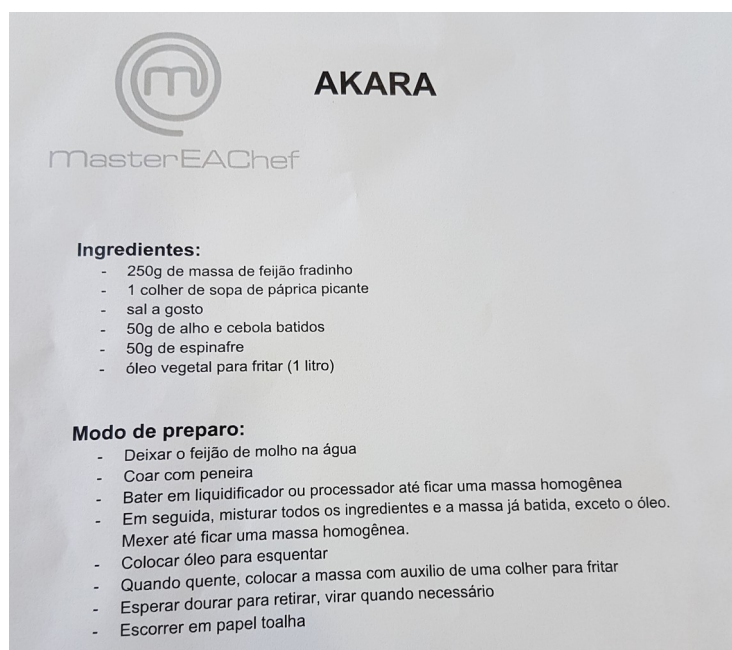 AKARA
MasterEAChef
Ingredientes:
- 250g de massa de feijão fradinho
- 1 colher de sopa de páprica picante
- sal a gosto
- 50g de alho e cebola batidos
- 50g de espinafre
- óleo vegetal para fritar (1 litro)
Modo de preparo:
- Deixar o feijão de molho na água
- Coar com peneira
- Bater em liquidificador ou processador até ficar uma massa homogênea
- Em seguida, misturar todos os ingredientes e a massa já batida, exceto o óleo.
Mexer até ficar uma massa homogênea.
- Colocar óleo para esquentar
- Quando quente, colocar a massa com auxilio de uma colher para fritar
- Esperar dourar para retirar, virar quando necessário
- Escorrer em papel toalha